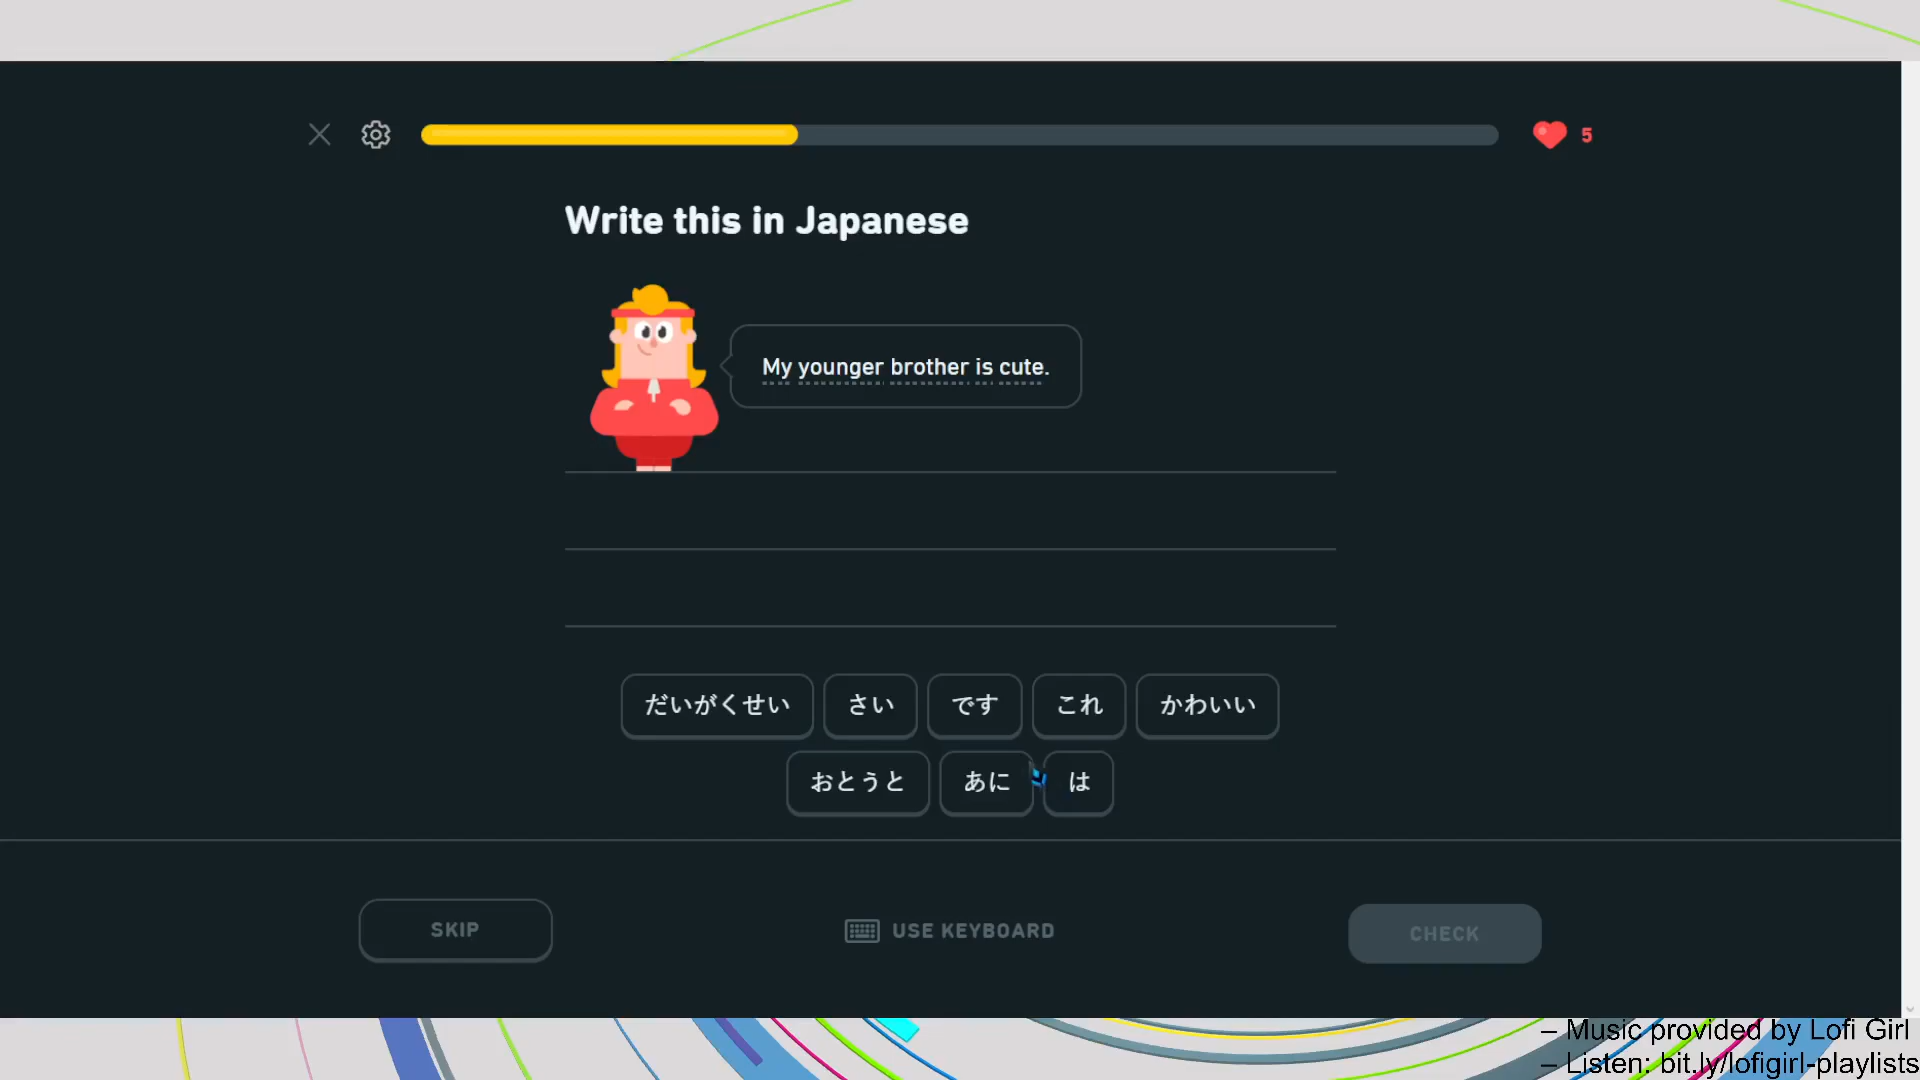 5
Write this in Japanese
My younger brother is cute.
だいがくせい さい です これ かわいい
おとうと あに は
SKIP USE KEYBOARD CHECK
– Music provided by Lofi Girl
– Listen: bit.ly/lofigirl-playlists